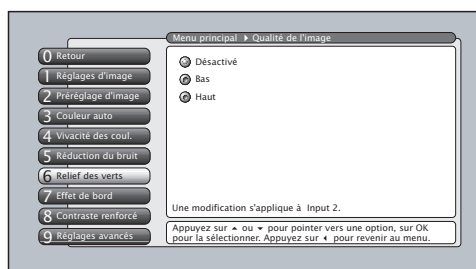 Menu principal ▸ Qualité de l'image
0 Retour
1 Réglages d'image
2 Préréglage d'image
3 Couleur auto
4 Vivacité des coul.
5 Réduction du bruit
6 Relief des verts
7 Effet de bord
8 Contraste renforcé
9 Réglages avancés
Désactivé
Bas
Haut
Une modification s'applique à Input 2.
Appuyez sur ▴ ou ▾ pour pointer vers une option, sur OK
pour la sélectionner. Appuyez sur ◂ pour revenir au menu.